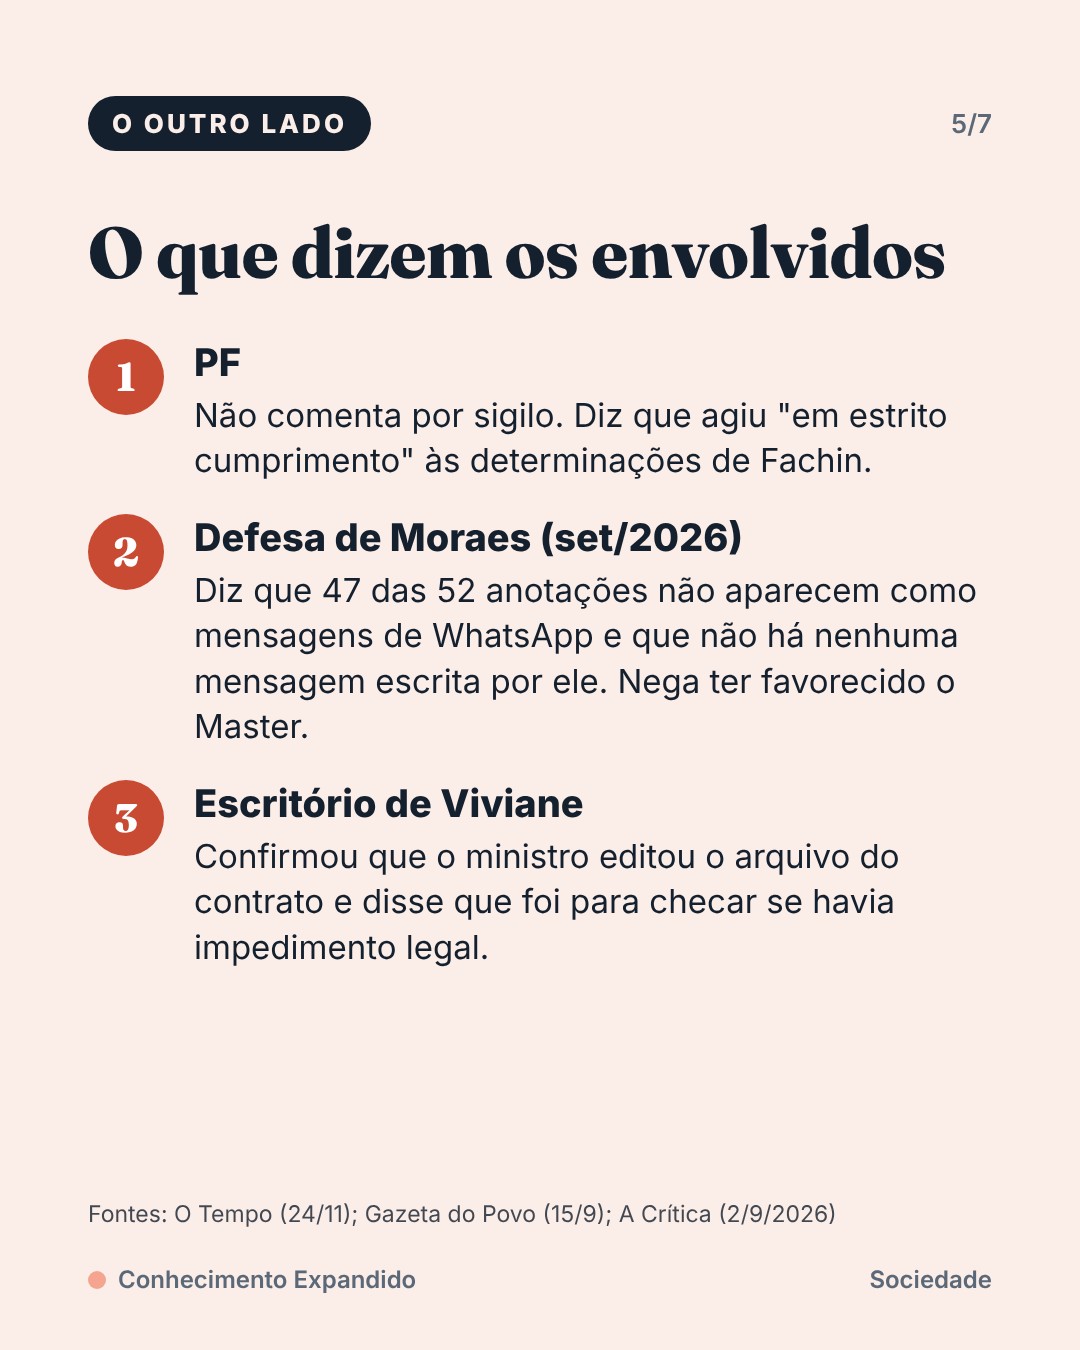 O OUTRO LADO
5/7
O que dizem os envolvidos
1
PF
Não comenta por sigilo. Diz que agiu "em estrito
cumprimento" às determinações de Fachin.
2
Defesa de Moraes (set/2026)
Diz que 47 das 52 anotações não aparecem como
mensagens de WhatsApp e que não há nenhuma
mensagem escrita por ele. Nega ter favorecido o
Master.
3
Escritório de Viviane
Confirmou que o ministro editou o arquivo do
contrato e disse que foi para checar se havia
impedimento legal.
Fontes: O Tempo (24/11); Gazeta do Povo (15/9); A Crítica (2/9/2026)
Conhecimento Expandido
Sociedade